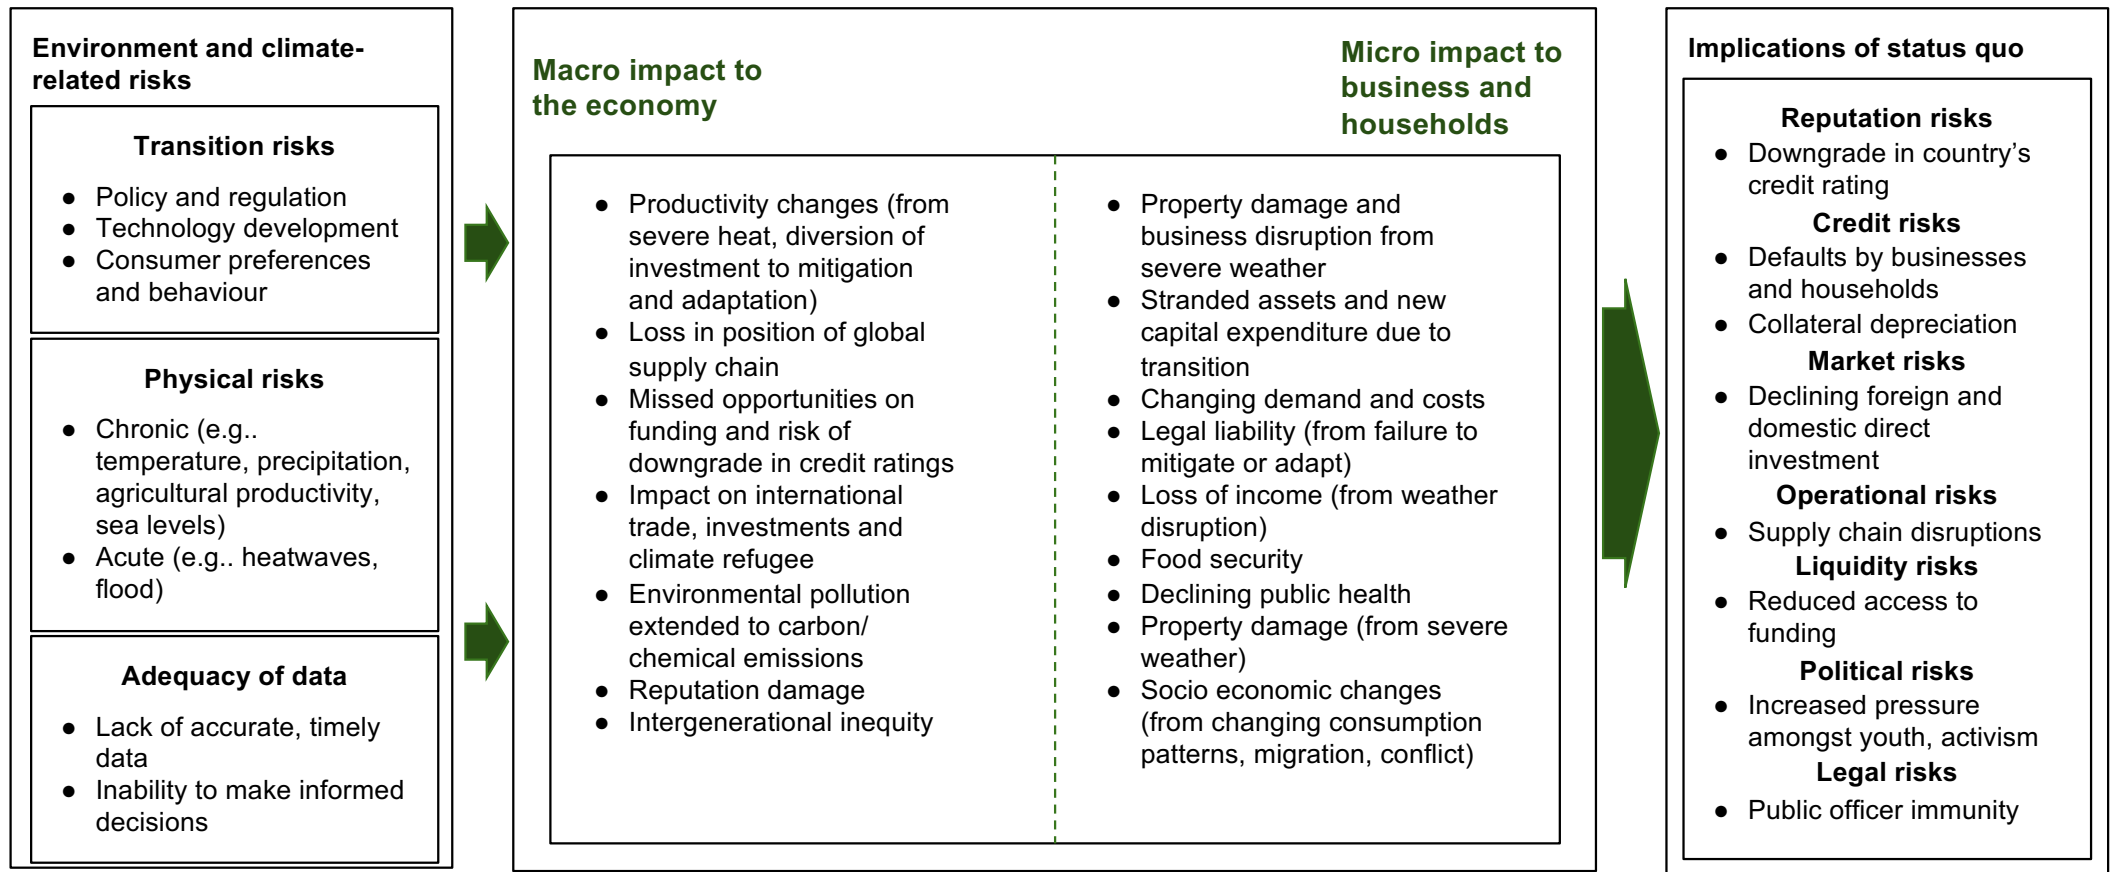 Environment and climate-
related risks
Transition risks
● Policy and regulation
● Technology development
● Consumer preferences
and behaviour
Physical risks
● Chronic (e.g..
temperature, precipitation,
agricultural productivity,
sea levels)
● Acute (e.g.. heatwaves,
flood)
Adequacy of data
● Lack of accurate, timely
data
● Inability to make informed
decisions
Macro impact to
the economy
● Productivity changes (from
severe heat, diversion of
investment to mitigation
and adaptation)
● Loss in position of global
supply chain
● Missed opportunities on
funding and risk of
downgrade in credit ratings
● Impact on international
trade, investments and
climate refugee
● Environmental pollution
extended to carbon/
chemical emissions
● Reputation damage
● Intergenerational inequity
Micro impact to
business and
households
● Property damage and
business disruption from
severe weather
● Stranded assets and new
capital expenditure due to
transition
● Changing demand and costs
● Legal liability (from failure to
mitigate or adapt)
● Loss of income (from weather
disruption)
● Food security
● Declining public health
● Property damage (from severe
weather)
● Socio economic changes
(from changing consumption
patterns, migration, conflict)
Implications of status quo
Reputation risks
● Downgrade in country’s
credit rating
Credit risks
● Defaults by businesses
and households
● Collateral depreciation
Market risks
● Declining foreign and
domestic direct
investment
Operational risks
● Supply chain disruptions
Liquidity risks
● Reduced access to
funding
Political risks
● Increased pressure
amongst youth, activism
Legal risks
● Public officer immunity